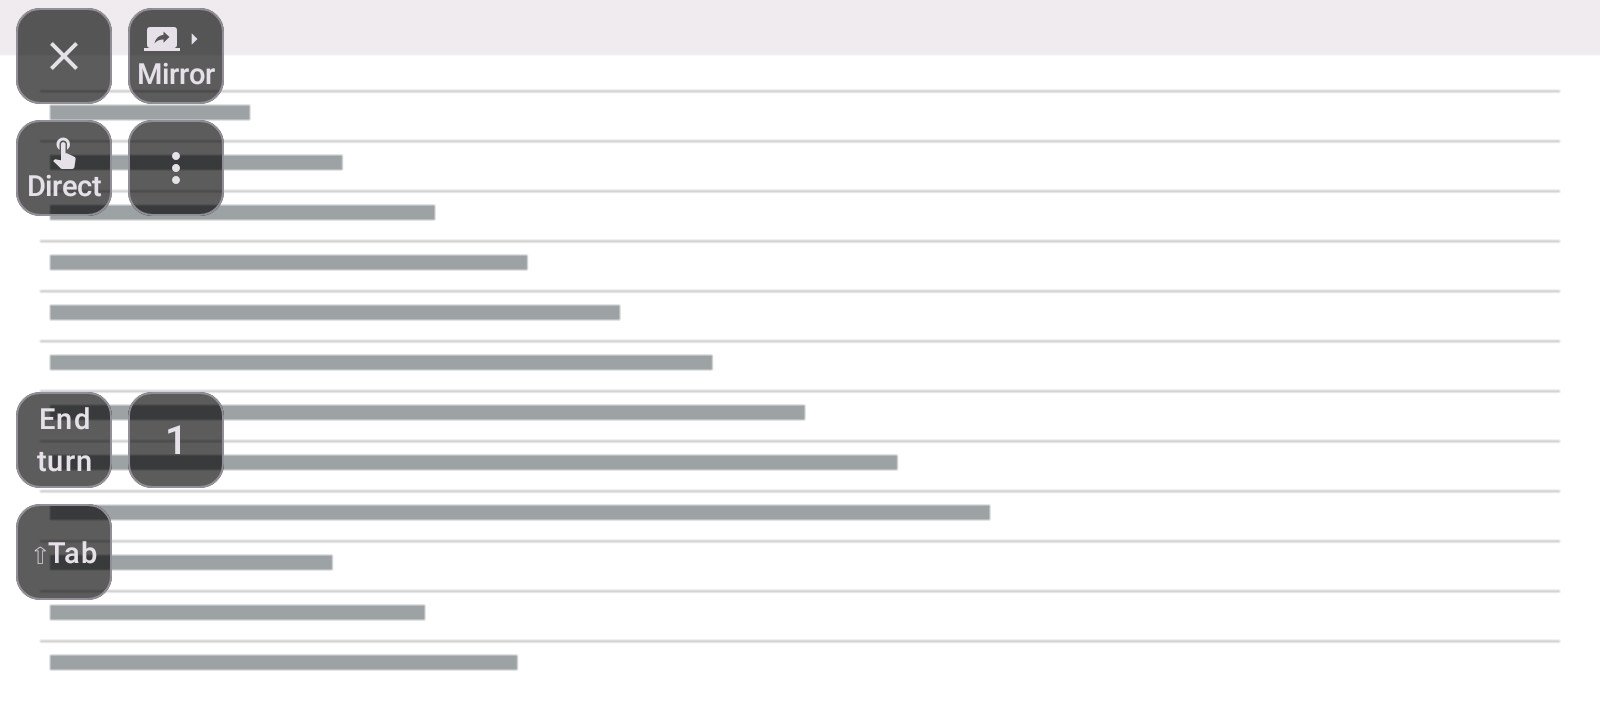 Mirror
Direct
End
turn
1
⇧Tab